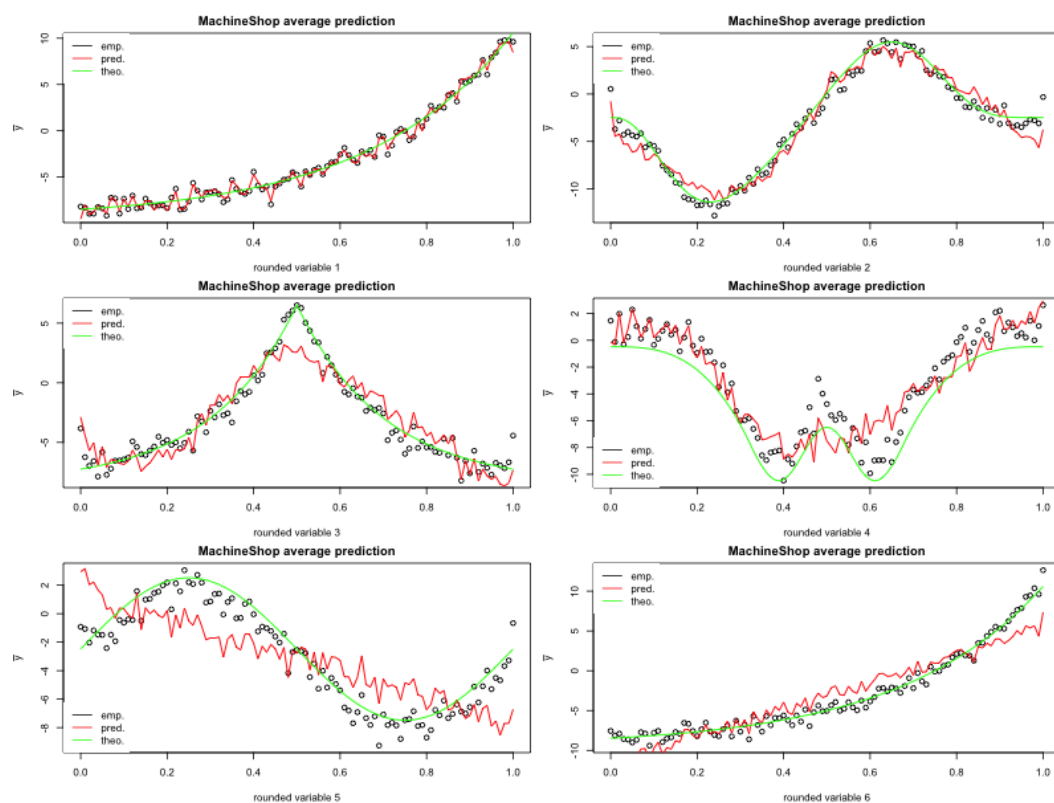 MachineShop average prediction
emp.
pred.
theo.
10
5
0
-5
y
0.0 0.2 0.4 0.6 0.8 1.0
rounded variable 1
MachineShop average prediction
emp.
pred.
theo.
5
0
-5
-10
y
0.0 0.2 0.4 0.6 0.8 1.0
rounded variable 2
MachineShop average prediction
emp.
pred.
theo.
5
0
-5
y
0.0 0.2 0.4 0.6 0.8 1.0
rounded variable 3
MachineShop average prediction
2
0
-2
-4
-6
-8
-10
y
emp.
pred.
theo.
0.0 0.2 0.4 0.6 0.8 1.0
rounded variable 4
MachineShop average prediction
2
0
-2
-4
-6
-8
y
emp.
pred.
theo.
0.0 0.2 0.4 0.6 0.8 1.0
rounded variable 5
MachineShop average prediction
emp.
pred.
theo.
10
5
0
-5
-10
y
0.0 0.2 0.4 0.6 0.8 1.0
rounded variable 6